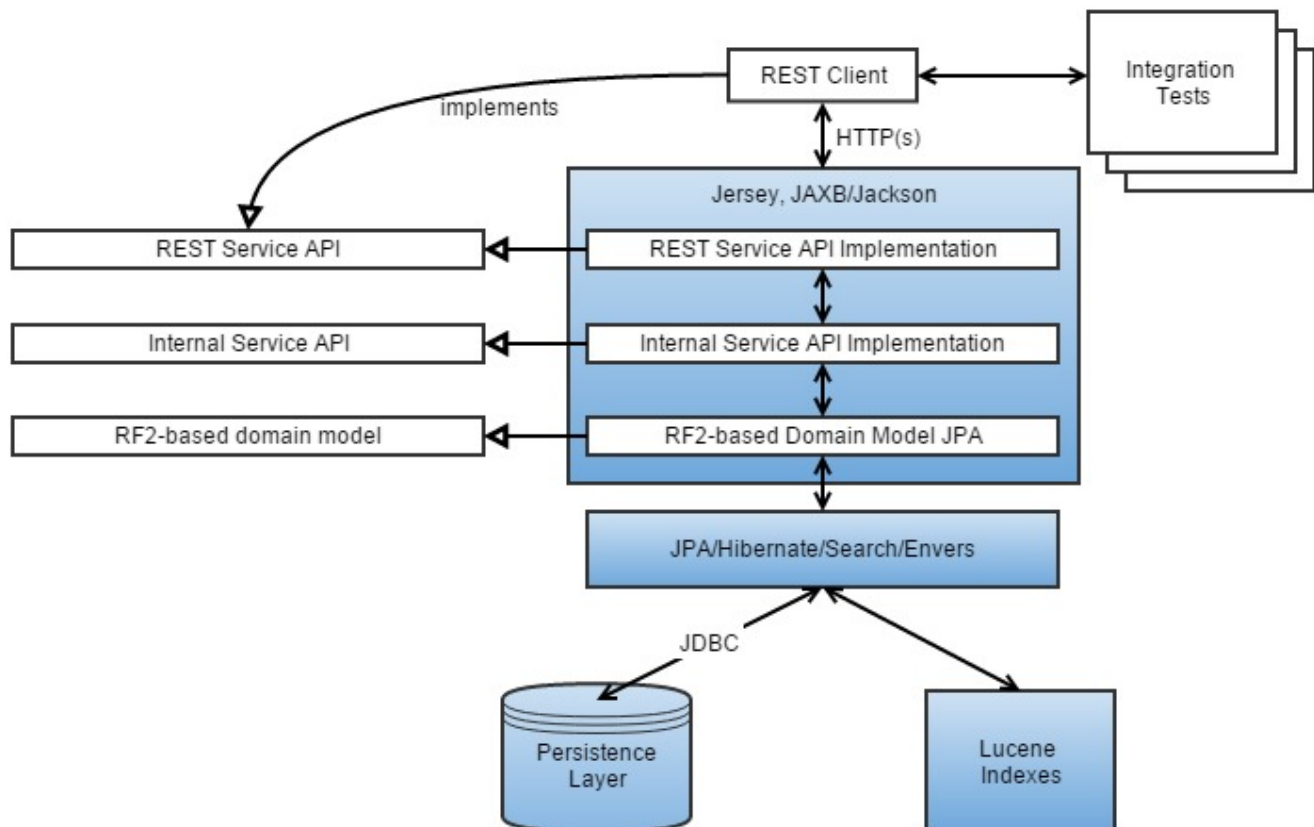 REST Client
Integration
Tests
implements
HTTP(s)
Jersey, JAXB/Jackson
REST Service API
REST Service API Implementation
Internal Service API
Internal Service API Implementation
RF2-based domain model
RF2-based Domain Model JPA
JPA/Hibernate/Search/Envers
JDBC
Persistence
Layer
Lucene
Indexes